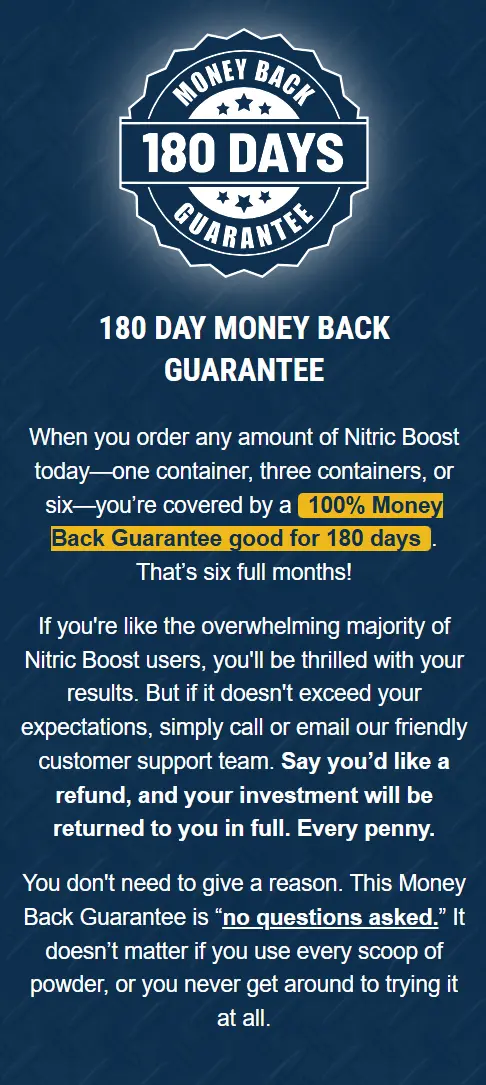 MONEY BACK
180 DAYS
GUARANTEE
180 DAY MONEY BACK
GUARANTEE
When you order any amount of Nitric Boost
today—one container, three containers, or
six—you’re covered by a 100% Money
Back Guarantee good for 180 days .
That’s six full months!
If you're like the overwhelming majority of
Nitric Boost users, you'll be thrilled with your
results. But if it doesn't exceed your
expectations, simply call or email our friendly
customer support team. Say you’d like a
refund, and your investment will be
returned to you in full. Every penny.
You don't need to give a reason. This Money
Back Guarantee is “no questions asked.” It
doesn’t matter if you use every scoop of
powder, or you never get around to trying it
at all.